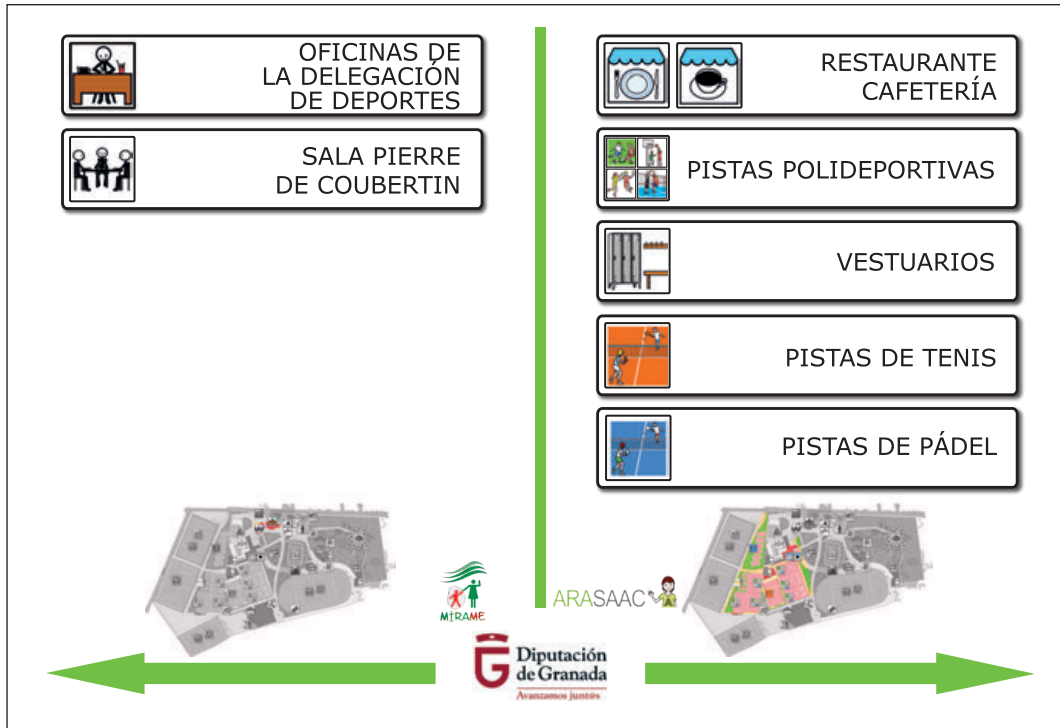 OFICINAS DE
LA DELEGACIÓN
DE DEPORTES
SALA PIERRE
DE COUBERTIN
RESTAURANTE
CAFETERÍA
PISTAS POLIDEPORTIVAS
VESTUARIOS
PISTAS DE TENIS
PISTAS DE PÁDEL
MÍRAME
ARASAAC
A
Diputación
de Granada
Avanzamos juntos